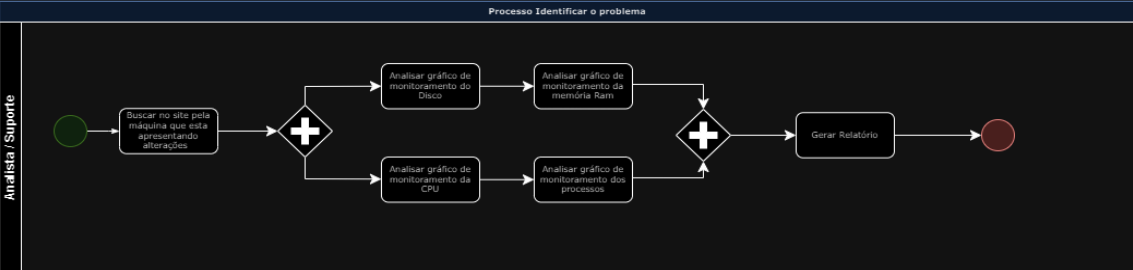 Processo Identificar o problema
Analista / Suporte
Buscar no site pela
máquina que esta
apresentando
alterações
Analisar gráfico de
monitoramento do
Disco
Analisar gráfico de
monitoramento da
memória Ram
Analisar gráfico de
monitoramento da
CPU
Analisar gráfico de
monitoramento dos
processos
Gerar Relatório